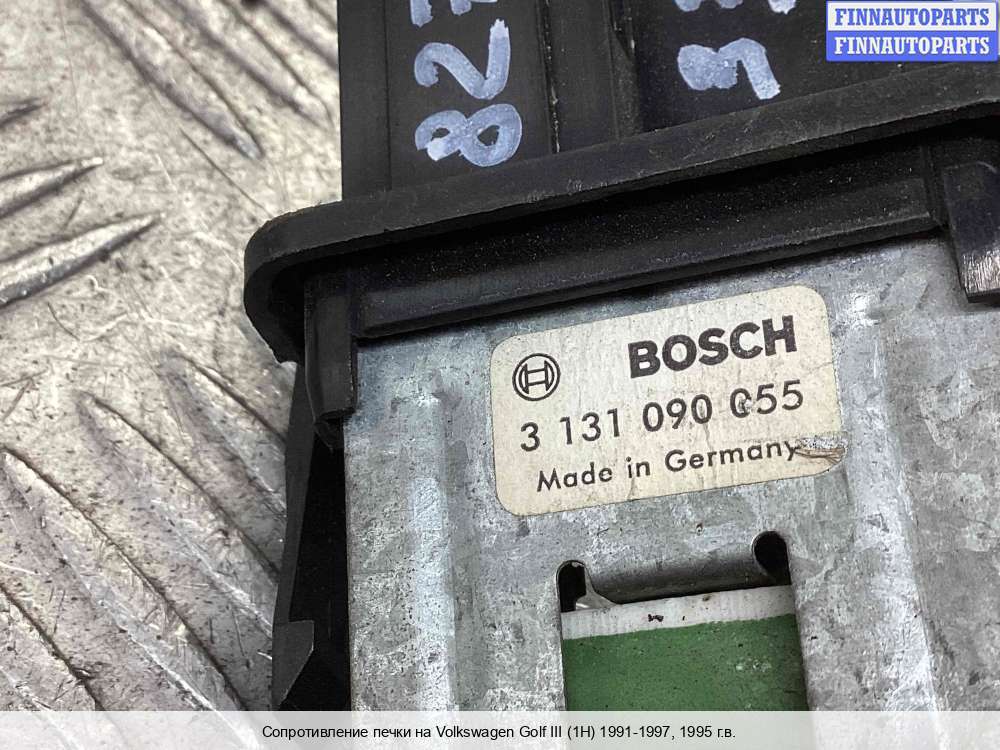 FINNAUTOPARTS
FINNAUTOPARTS
827
BOSCH
3 131 090 055
Made in Germany
Сопротивление печки на Volkswagen Golf III (1H) 1991-1997, 1995 г.в.